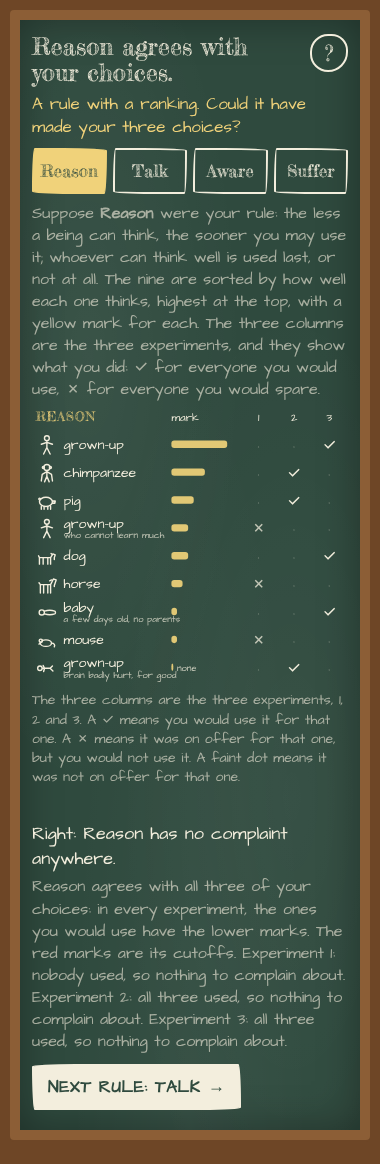 Reason agrees with
your choices.
?
A rule with a ranking. Could it have
made your three choices?
Reason Talk Aware Suffer
Suppose Reason were your rule: the less
a being can think, the sooner you may use
it; whoever can think well is used last, or
not at all. The nine are sorted by how well
each one thinks, highest at the top, with a
yellow mark for each. The three columns
are the three experiments, and they show
what you did: ✓ for everyone you would
use, × for everyone you would spare.
REASON mark 1 2 3
grown-up ✓
chimpanzee ✓
pig ✓
grown-up ×
who cannot learn much
dog ✓
horse ×
baby ✓
a few days old, no parents
mouse ×
grown-up none ✓
brain badly hurt, for good
The three columns are the three experiments, 1,
2 and 3. A ✓ means you would use it for that
one. A × means it was on offer for that one,
but you would not use it. A faint dot means it
was not on offer for that one.
Right: Reason has no complaint
anywhere.
Reason agrees with all three of your
choices: in every experiment, the ones
you would use have the lower marks. The
red marks are its cutoffs. Experiment 1:
nobody used, so nothing to complain about.
Experiment 2: all three used, so nothing to
complain about. Experiment 3: all three
used, so nothing to complain about.
NEXT RULE: TALK →